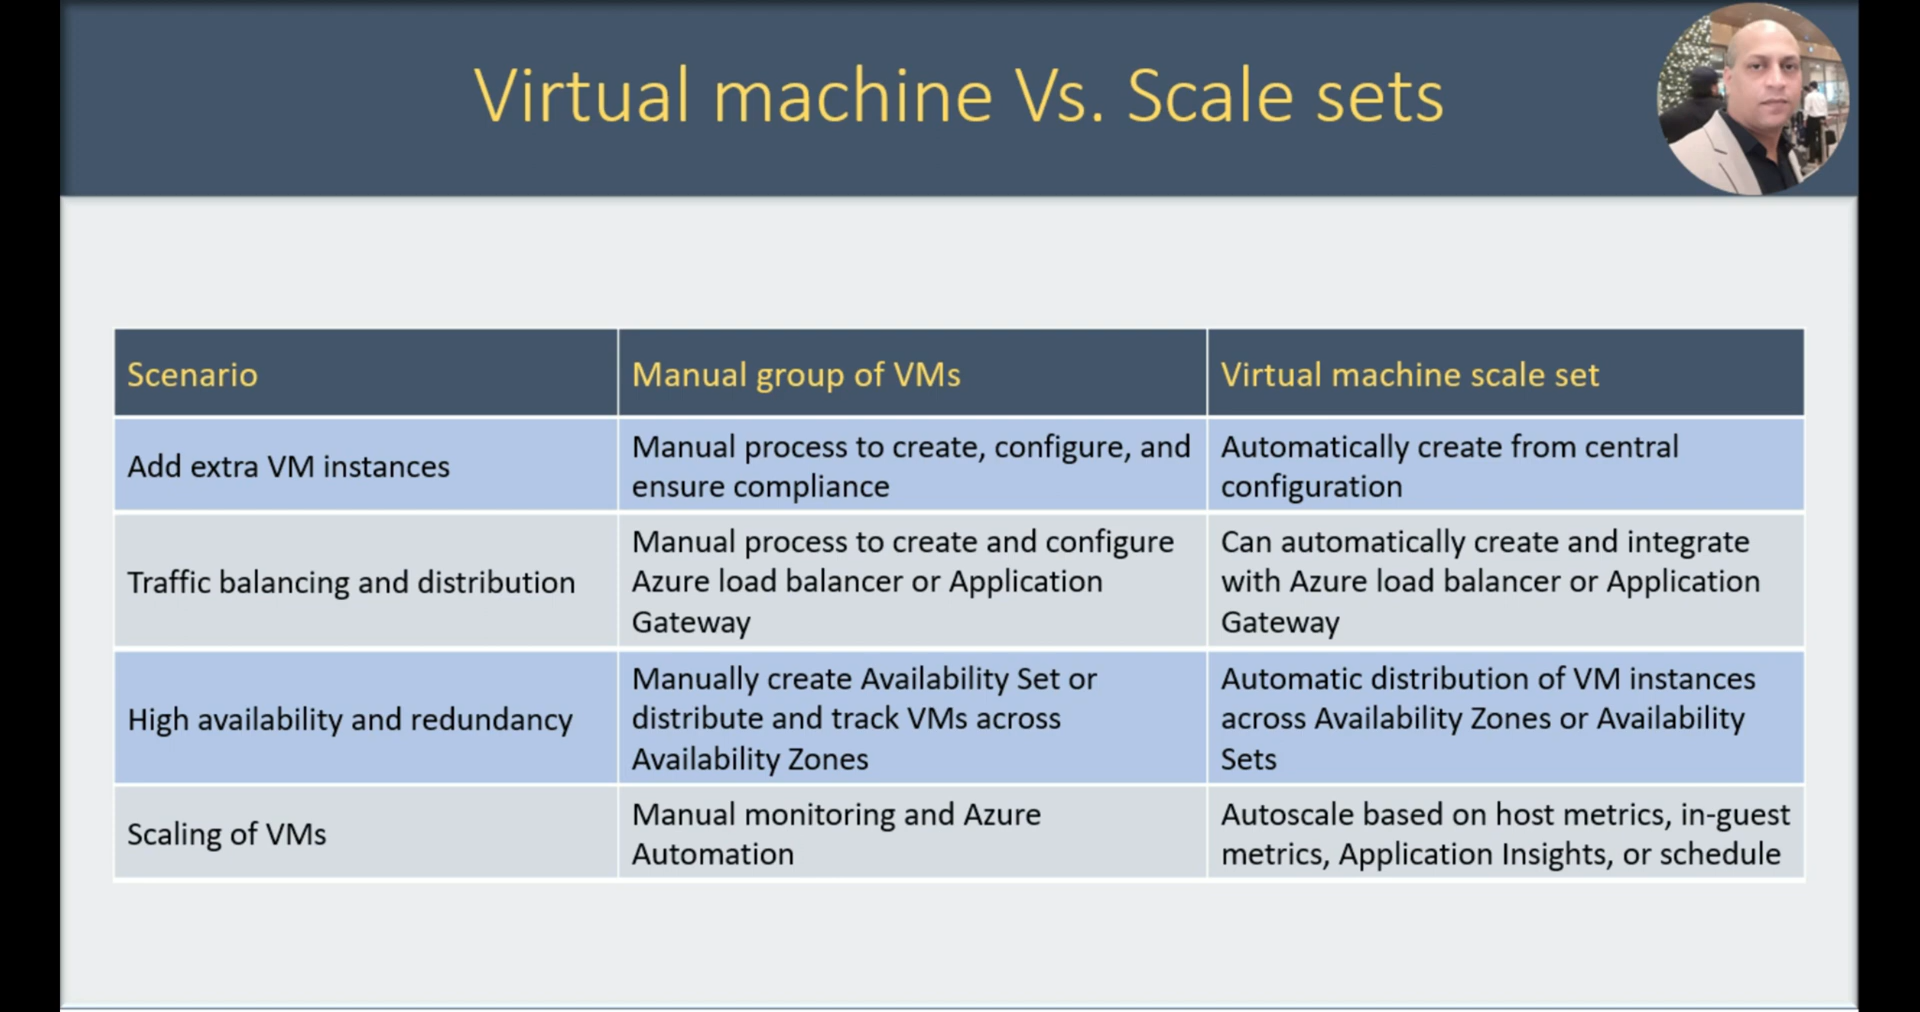 Virtual machine Vs. Scale sets
Scenario
Manual group of VMs
Virtual machine scale set
Add extra VM instances
Manual process to create, configure, and
ensure compliance
Automatically create from central
configuration
Traffic balancing and distribution
Manual process to create and configure
Azure load balancer or Application
Gateway
Can automatically create and integrate
with Azure load balancer or Application
Gateway
High availability and redundancy
Manually create Availability Set or
distribute and track VMs across
Availability Zones
Automatic distribution of VM instances
across Availability Zones or Availability
Sets
Scaling of VMs
Manual monitoring and Azure
Automation
Autoscale based on host metrics, in-guest
metrics, Application Insights, or schedule